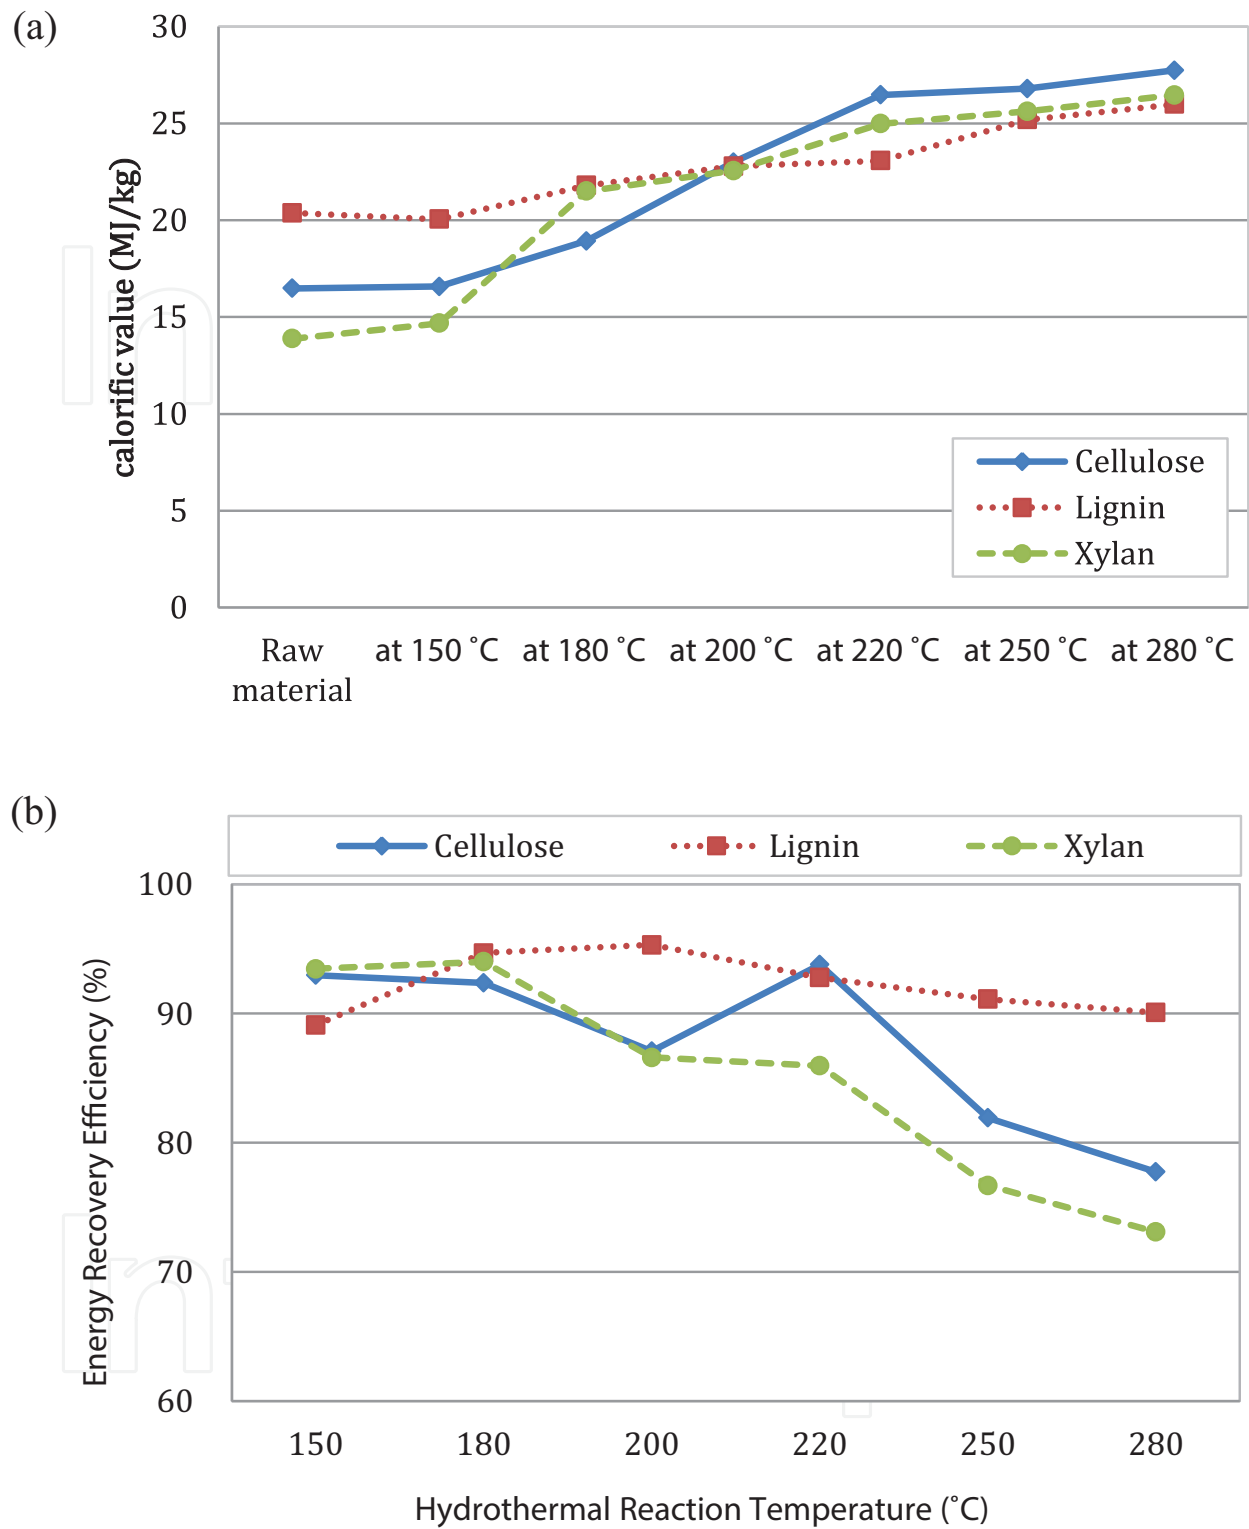 (a)
30
25
20
15
10
5
0
calorific value (MJ/kg)
Cellulose
Lignin
Xylan
Raw material
at 150 ˚C
at 180 ˚C
at 200 ˚C
at 220 ˚C
at 250 ˚C
at 280 ˚C
(b)
Cellulose
Lignin
Xylan
100
90
80
70
60
Energy Recovery Efficiency (%)
150
180
200
220
250
280
Hydrothermal Reaction Temperature (˚C)